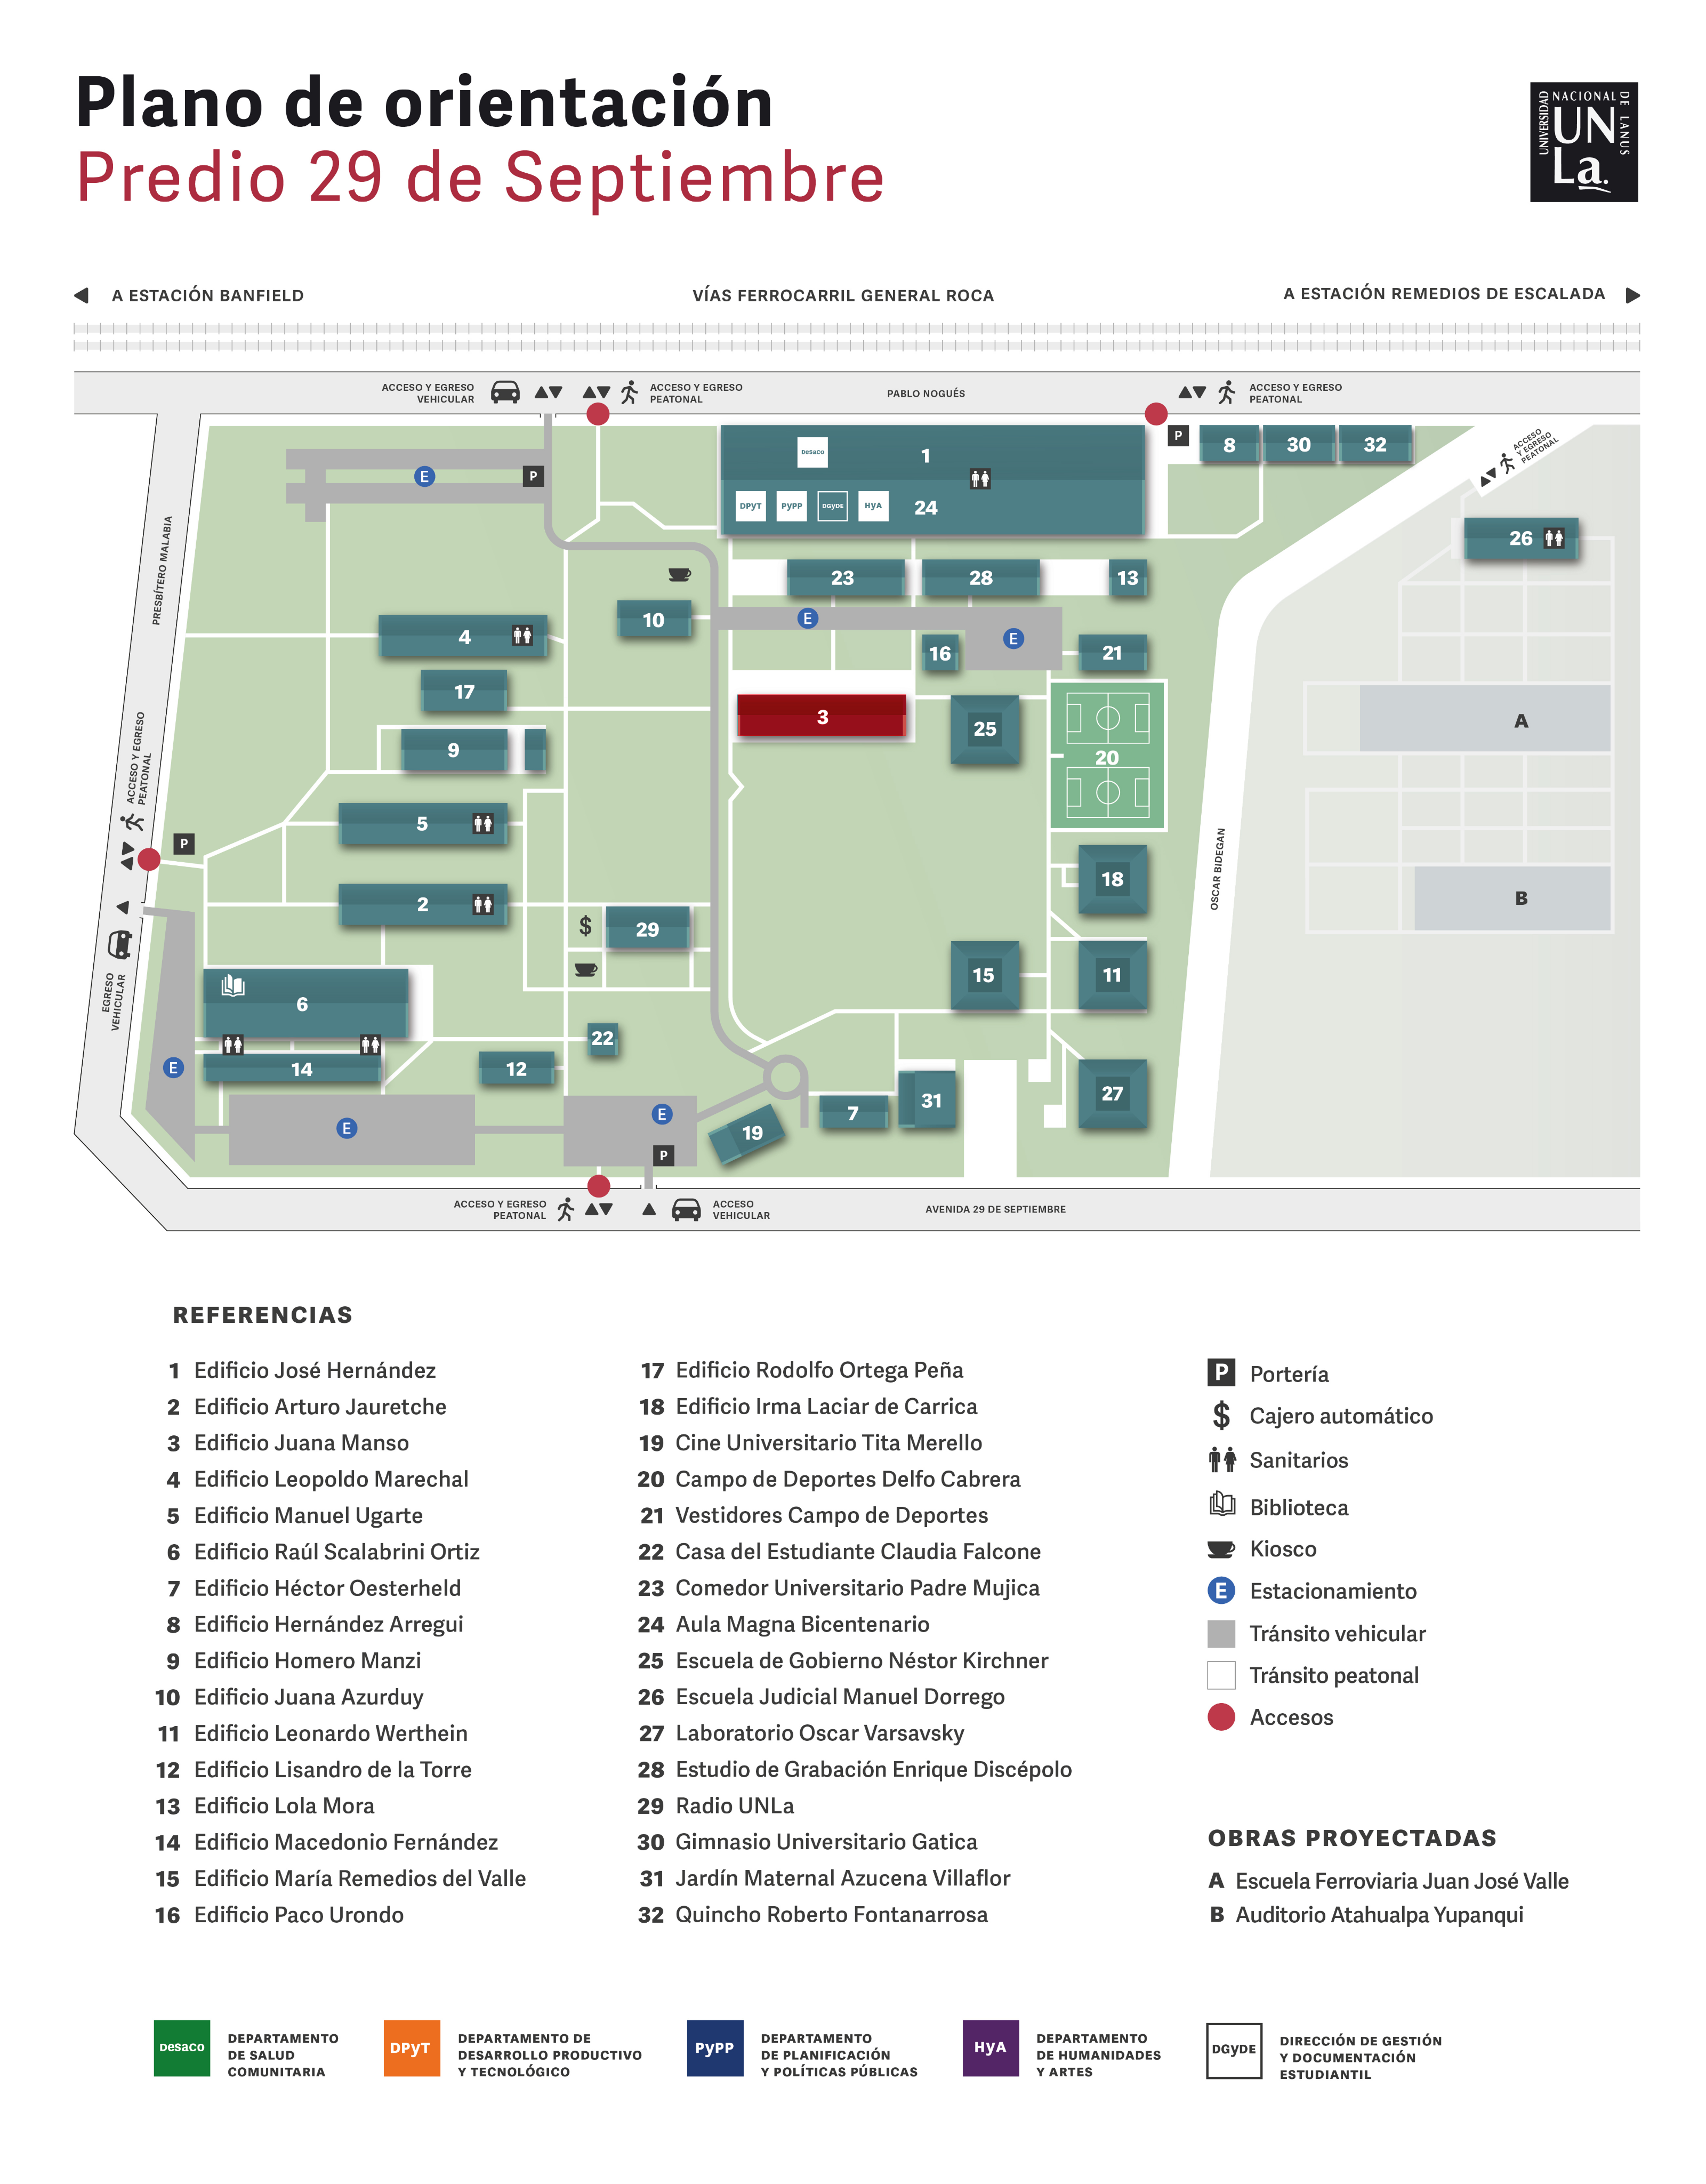 Plano de orientación
Predio 29 de Septiembre
UNIVERSIDAD NACIONAL DE LANUS
UN
La.
A ESTACIÓN BANFIELD
VÍAS FERROCARRIL GENERAL ROCA
A ESTACIÓN REMEDIOS DE ESCALADA
ACCESO Y EGRESO
VEHICULAR
ACCESO Y EGRESO
PEATONAL
PABLO NOGUÉS
ACCESO Y EGRESO
PEATONAL
ACCESO
Y EGRESO
PEATONAL
P
8
30
32
DesaCo
1
E
P
DPyT
PyPP
DGyDE
HyA
24
26
PRESBÍTERO MALABIA
23
28
13
10
E
4
E
16
21
17
3
25
A
9
20
ACCESO Y EGRESO
PEATONAL
5
P
OSCAR BIDEGAN
18
2
B
$
29
15
11
EGRESO
VEHICULAR
6
22
E
14
12
27
31
7
E
E
19
P
ACCESO Y EGRESO
PEATONAL
ACCESO
VEHICULAR
AVENIDA 29 DE SEPTIEMBRE
REFERENCIAS
1 Edificio José Hernández
2 Edificio Arturo Jauretche
3 Edificio Juana Manso
4 Edificio Leopoldo Marechal
5 Edificio Manuel Ugarte
6 Edificio Raúl Scalabrini Ortiz
7 Edificio Héctor Oesterheld
8 Edificio Hernández Arregui
9 Edificio Homero Manzi
10 Edificio Juana Azurduy
11 Edificio Leonardo Werthein
12 Edificio Lisandro de la Torre
13 Edificio Lola Mora
14 Edificio Macedonio Fernández
15 Edificio María Remedios del Valle
16 Edificio Paco Urondo
17 Edificio Rodolfo Ortega Peña
18 Edificio Irma Laciar de Carrica
19 Cine Universitario Tita Merello
20 Campo de Deportes Delfo Cabrera
21 Vestidores Campo de Deportes
22 Casa del Estudiante Claudia Falcone
23 Comedor Universitario Padre Mujica
24 Aula Magna Bicentenario
25 Escuela de Gobierno Néstor Kirchner
26 Escuela Judicial Manuel Dorrego
27 Laboratorio Oscar Varsavsky
28 Estudio de Grabación Enrique Discépolo
29 Radio UNLa
30 Gimnasio Universitario Gatica
31 Jardín Maternal Azucena Villaflor
32 Quincho Roberto Fontanarrosa
P Portería
$ Cajero automático
Sanitarios
Biblioteca
Kiosco
E Estacionamiento
Tránsito vehicular
Tránsito peatonal
Accesos
OBRAS PROYECTADAS
A Escuela Ferroviaria Juan José Valle
B Auditorio Atahualpa Yupanqui
DesaCo
DEPARTAMENTO
DE SALUD
COMUNITARIA
DPyT
DEPARTAMENTO DE
DESARROLLO PRODUCTIVO
Y TECNOLÓGICO
PyPP
DEPARTAMENTO
DE PLANIFICACIÓN
Y POLÍTICAS PÚBLICAS
HyA
DEPARTAMENTO
DE HUMANIDADES
Y ARTES
DGyDE
DIRECCIÓN DE GESTIÓN
Y DOCUMENTACIÓN
ESTUDIANTIL